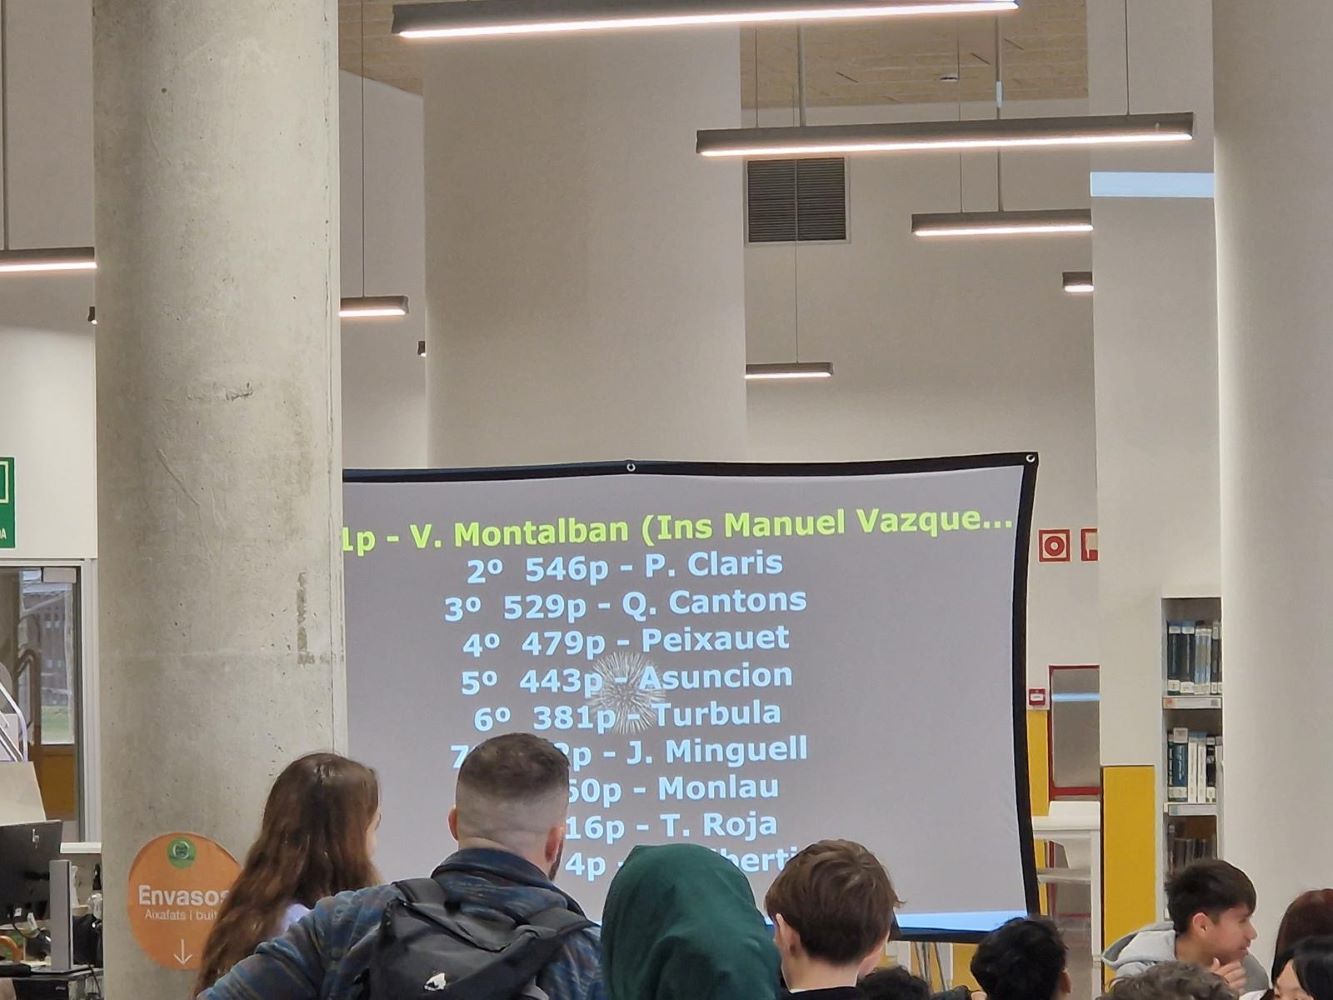 1p - V. Montalban (Ins Manuel Vazque...
2º 546p - P. Claris
3º 529p - Q. Cantons
4º 479p - Peixauet
5º 443p - Asuncion
6º 381p - Turbula
p - J. Minguell
60p - Monlau
16p - T. Roja
4p -
Envasos
Aixafats i buits